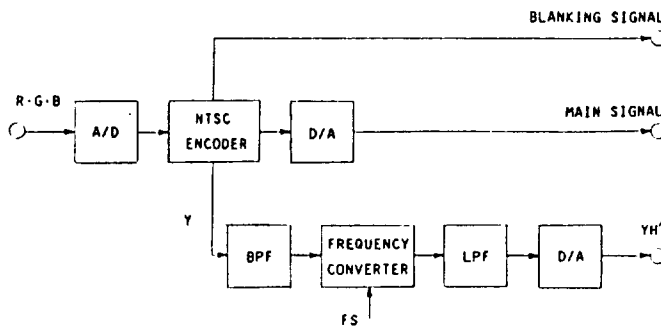 BLANKING SIGNAL
R·G·B
MAIN SIGNAL
A/D
NTSC
ENCODER
D/A
Y
YH'
BPF
FREQUENCY
CONVERTER
LPF
D/A
FS